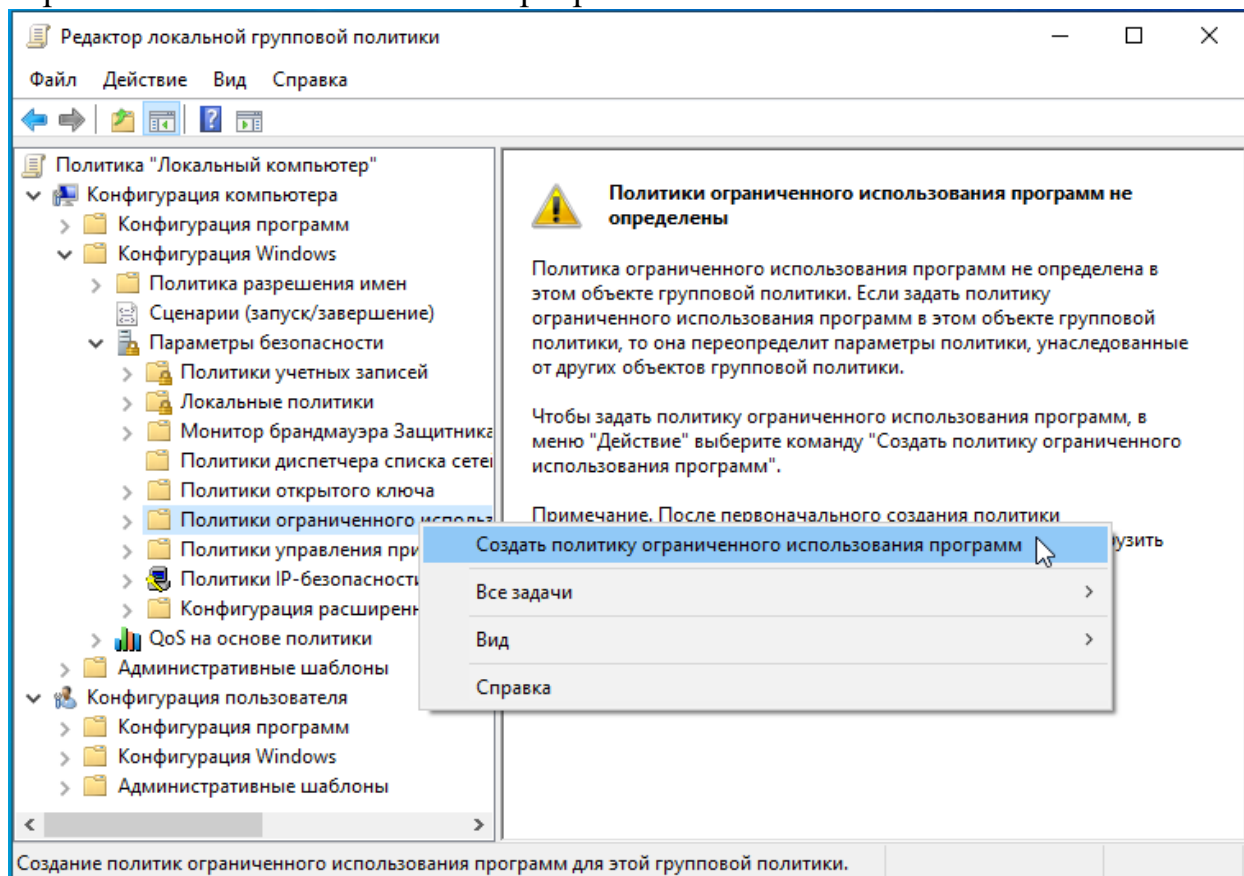 Редактор локальной групповой политики
Файл Действие Вид Справка
Политика "Локальный компьютер"
Конфигурация компьютера
Конфигурация программ
Конфигурация Windows
Политика разрешения имен
Сценарии (запуск/завершение)
Параметры безопасности
Политики учетных записей
Локальные политики
Монитор брандмауэра Защитника
Политики диспетчера списка сетей
Политики открытого ключа
Политики ограниченного использ
Политики управления при
Политики IP-безопасности
Конфигурация расширенн
QoS на основе политики
Административные шаблоны
Конфигурация пользователя
Конфигурация программ
Конфигурация Windows
Административные шаблоны
Политики ограниченного использования программ не
определены
Политика ограниченного использования программ не определена в
этом объекте групповой политики. Если задать политику
ограниченного использования программ в этом объекте групповой
политики, то она переопределит параметры политики, унаследованные
от других объектов групповой политики.
Чтобы задать политику ограниченного использования программ, в
меню "Действие" выберите команду "Создать политику ограниченного
использования программ".
Примечание. После первоначального создания политики
узить
Создать политику ограниченного использования программ
Все задачи
Вид
Справка
Создание политик ограниченного использования программ для этой групповой политики.